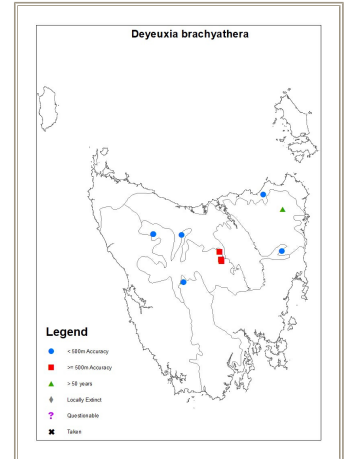 Deyeuxia brachyathera
Legend
< 500m Accuracy
>= 500m Accuracy
> 50 years
Locally Extinct
? Questionable
Taken